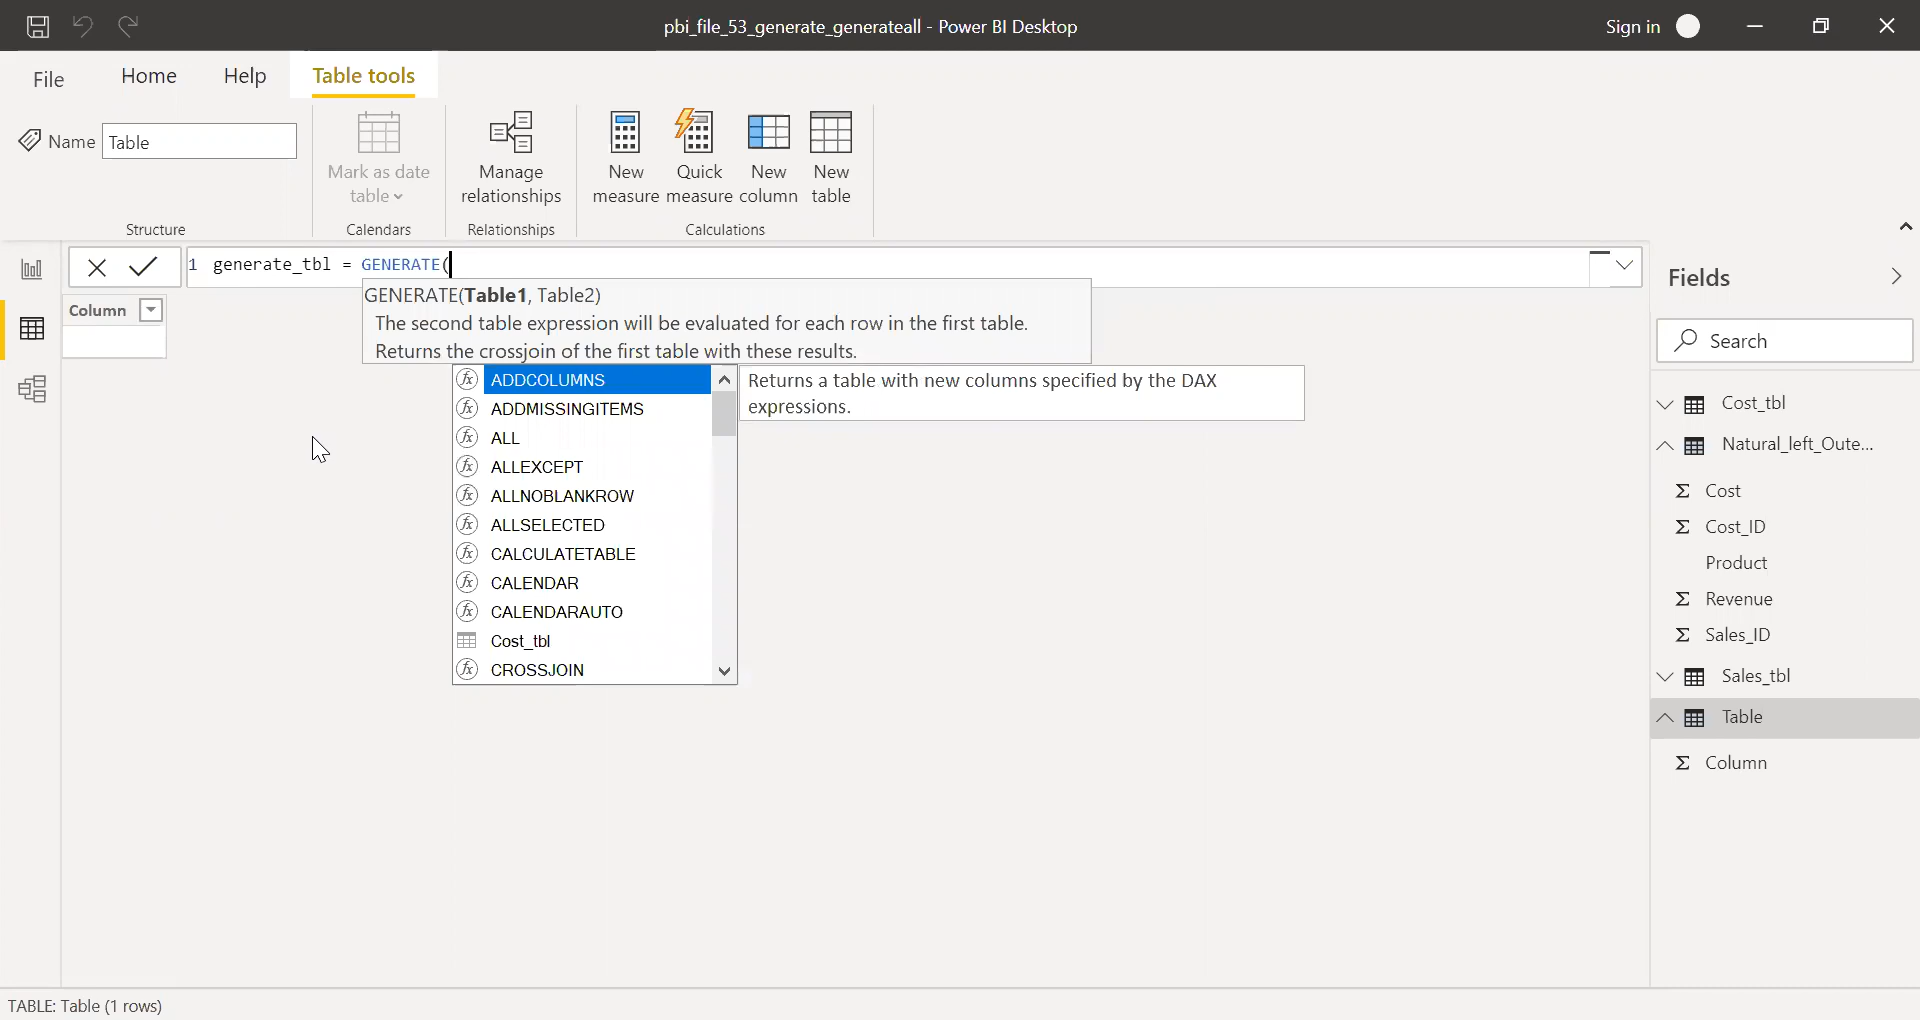 pbi_file_53_generate_generateall - Power BI Desktop
Sign in
File
Home
Help
Table tools
Name
Table
Mark as date
table
Manage
relationships
New
measure
Quick
measure
New
column
New
table
Structure
Calendars
Relationships
Calculations
1 generate_tbl = GENERATE(
GENERATE(Table1, Table2)
The second table expression will be evaluated for each row in the first table.
Returns the crossjoin of the first table with these results.
Column
ADDCOLUMNS
Returns a table with new columns specified by the DAX
expressions.
ADDMISSINGITEMS
ALL
ALLEXCEPT
ALLNOBLANKROW
ALLSELECTED
CALCULATETABLE
CALENDAR
CALENDARAUTO
Cost_tbl
CROSSJOIN
Fields
Search
Cost_tbl
Natural_left_Oute...
Σ Cost
Σ Cost_ID
Product
Σ Revenue
Σ Sales_ID
Sales_tbl
Table
Σ Column
TABLE: Table (1 rows)